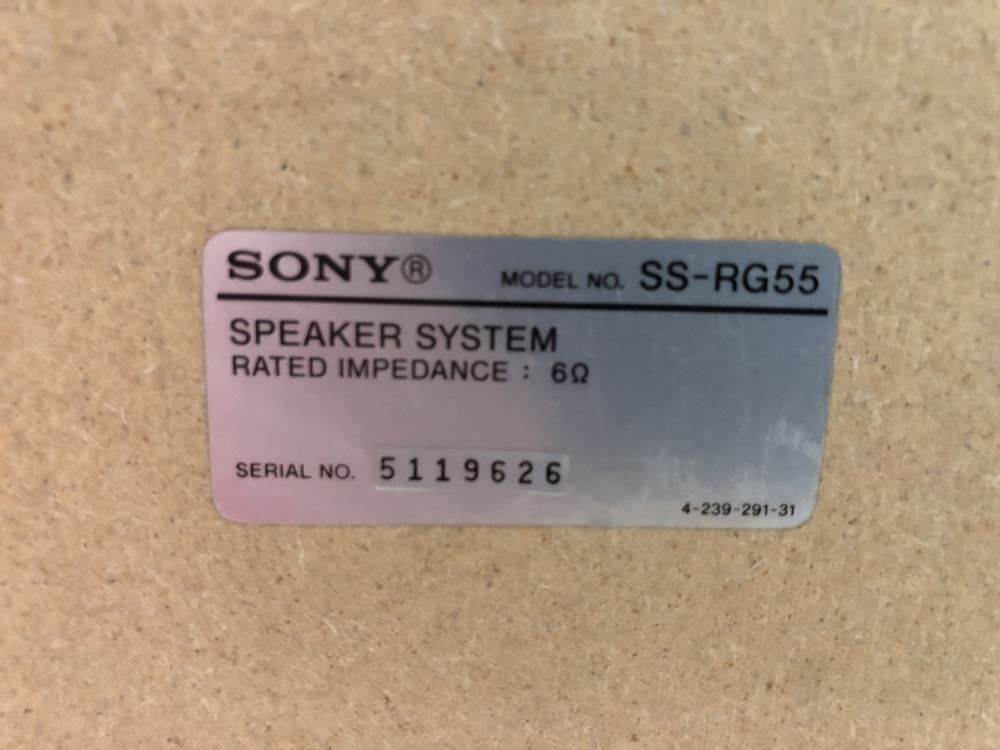 SONY® MODEL NO. SS-RG55
SPEAKER SYSTEM
RATED IMPEDANCE : 6Ω
SERIAL NO. 5119626
4-239-291-31